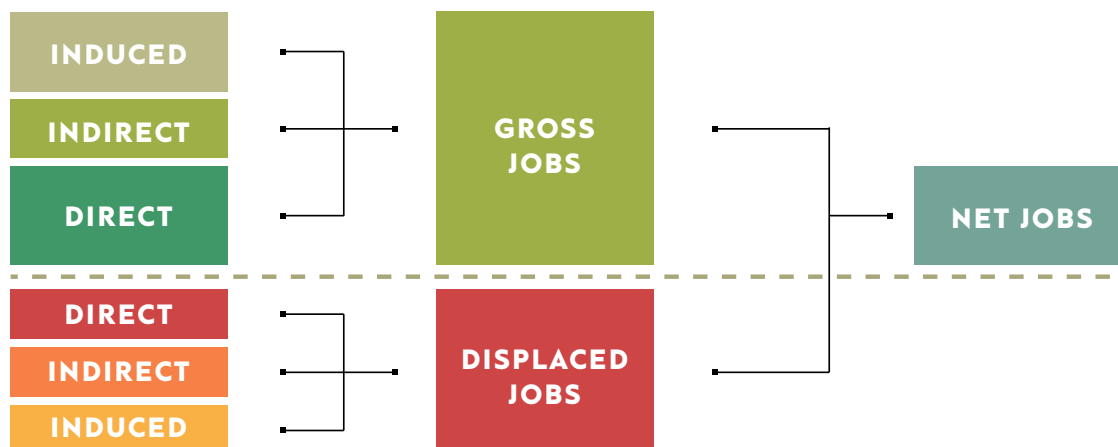 INDUCED
INDIRECT
DIRECT
GROSS
JOBS
NET JOBS
DIRECT
INDIRECT
INDUCED
DISPLACED
JOBS